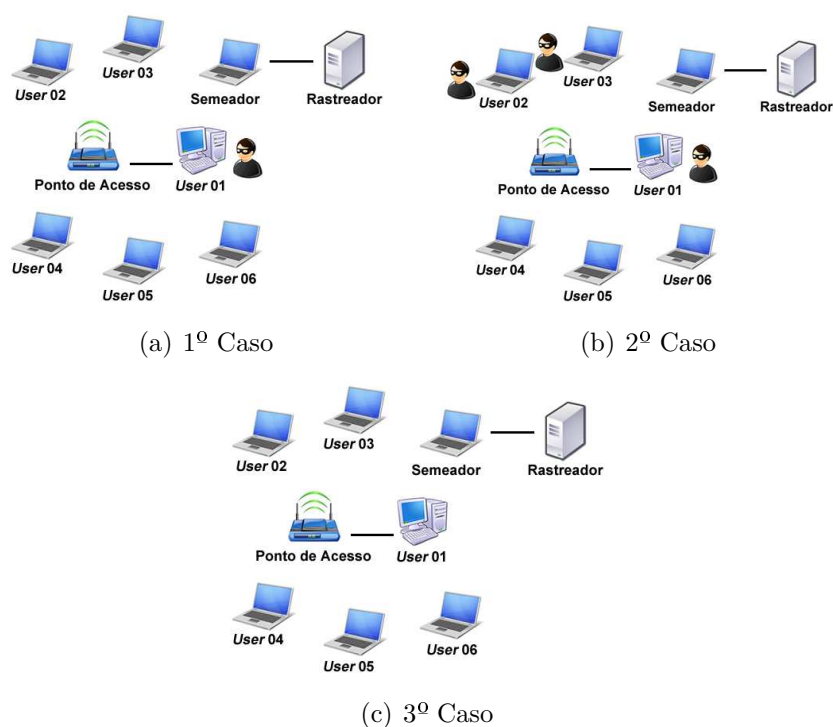 User 02
User 03
Semeador
Rastreador
Ponto de Acesso
User 01
User 04
User 05
User 06
(a) 1º Caso
User 02
User 03
Semeador
Rastreador
Ponto de Acesso
User 01
User 04
User 05
User 06
(b) 2º Caso
User 02
User 03
Semeador
Rastreador
Ponto de Acesso
User 01
User 04
User 05
User 06
(c) 3º Caso